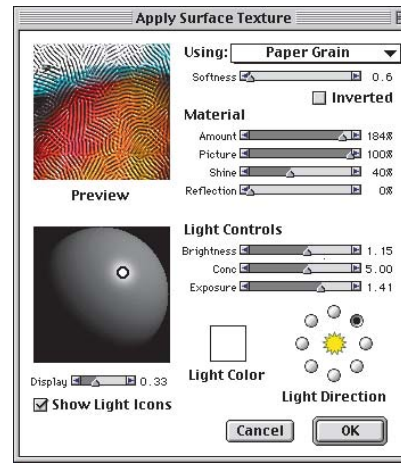 Apply Surface Texture
Using: Paper Grain
Softness 0.6
Inverted
Material
Amount 184%
Picture 100%
Shine 40%
Reflection 0%
Preview
Light Controls
Brightness 1.15
Conc 5.00
Exposure 1.41
Display 0.33
Light Color
Show Light Icons
Light Direction
Cancel OK